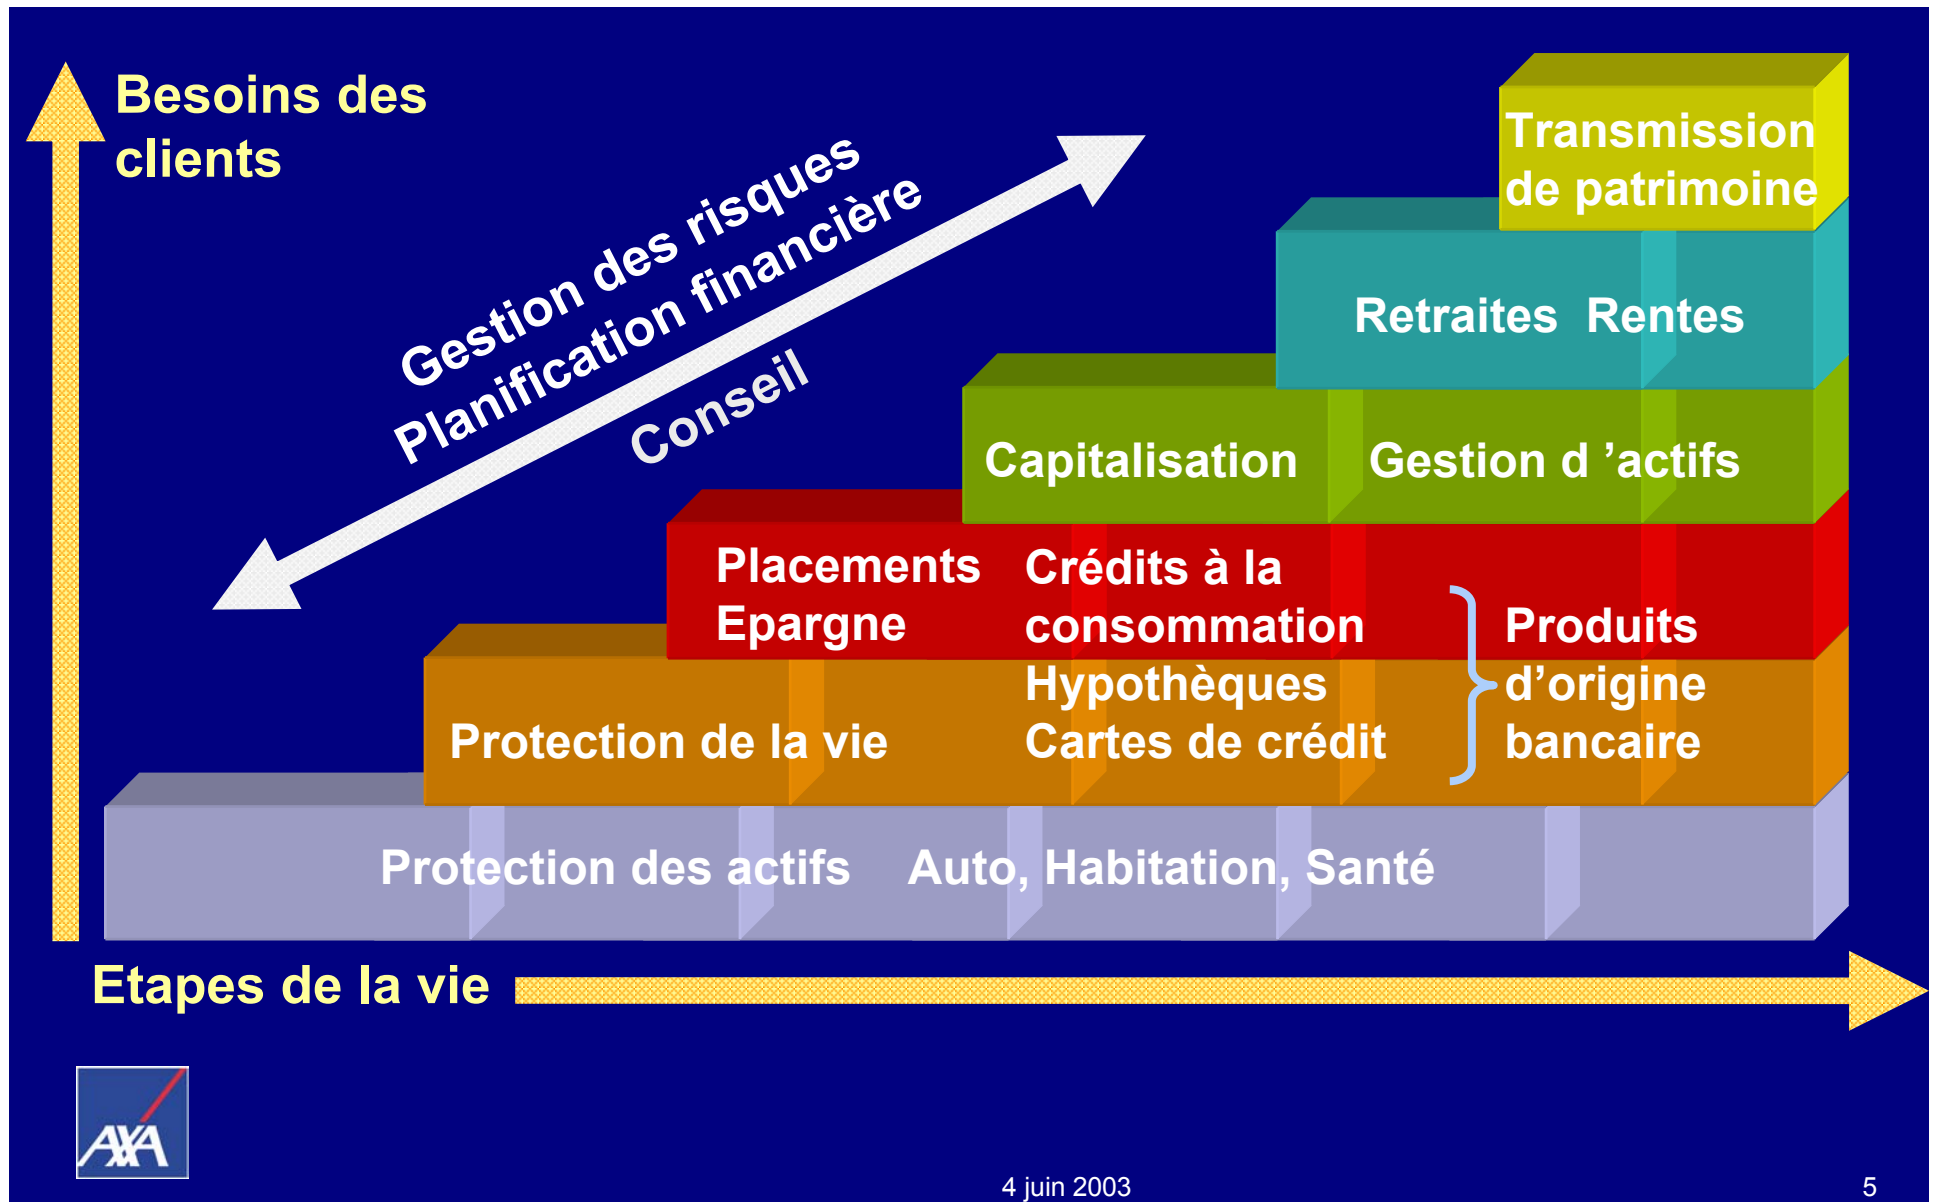 Besoins des
clients
Gestion des risques
Planification financière
Conseil
Transmission
de patrimoine
Retraites Rentes
Capitalisation Gestion d ’actifs
Placements
Epargne
Crédits à la
consommation
Hypothèques
Cartes de crédit
Produits
d’origine
bancaire
Protection de la vie
Protection des actifs Auto, Habitation, Santé
Etapes de la vie
AXA
4 juin 2003
5